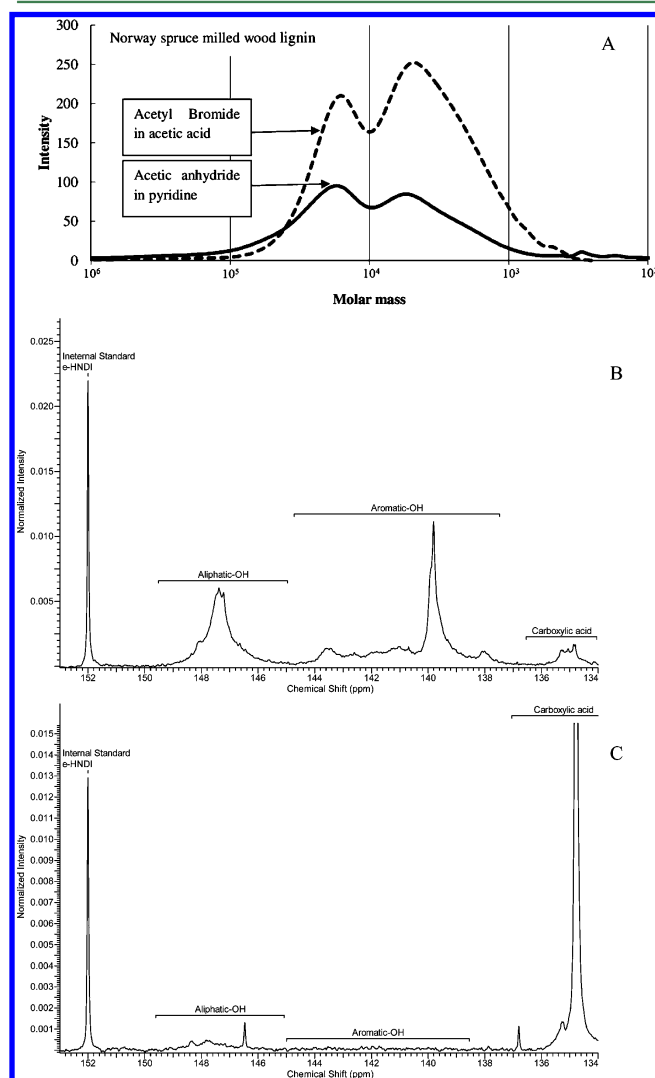 Norway spruce milled wood lignin
A
300
250
200
150
100
50
0
Intensity
Acetyl Bromide
in acetic acid
Acetic anhydride
in pyridine
10⁶
10⁵
10⁴
10³
Molar mass
B
0.025
0.020
0.015
0.010
0.005
Normalized Intensity
Ineternal Standard
e-HNDI
Aliphatic-OH
Aromatic-OH
Carboxylic acid
152 150 148 146 144 142 140 138 136 134
Chemical Shift (ppm)
C
Carboxylic acid
0.015
0.014
0.013
0.012
0.011
0.010
0.009
0.008
0.007
0.006
0.005
0.004
0.003
0.002
0.001
Normalized Intensity
Internal Standard
e-HNDI
Aliphatic-OH
Aromatic-OH
152 150 148 146 144 142 140 138 136 134
Chemical Shift (ppm)